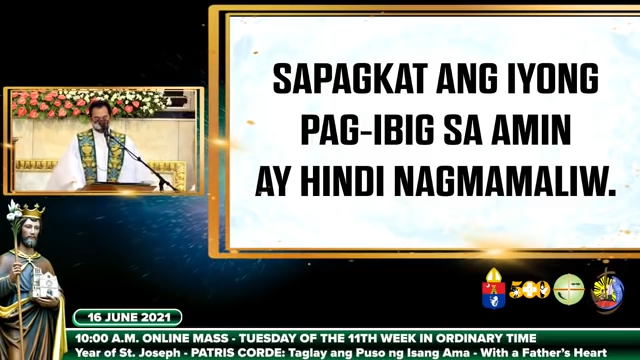 SAPAGKAT ANG IYONG
PAG-IBIG SA AMIN
AY HINDI NAGMAMALIW.
500
16 JUNE 2021
10:00 A.M. ONLINE MASS - TUESDAY OF THE 11TH WEEK IN ORDINARY TIME
Year of St. Joseph - PATRIS CORDE: Taglay ang Puso ng Isang Ama - With a Father's Heart